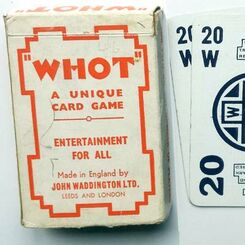 WHOT
"WHOT"
A UNIQUE
CARD GAME
ENTERTAINMENT
FOR ALL
Made in England by
JOHN WADDINGTON LTD.
LEEDS AND LONDON
20 20
W W
W
20